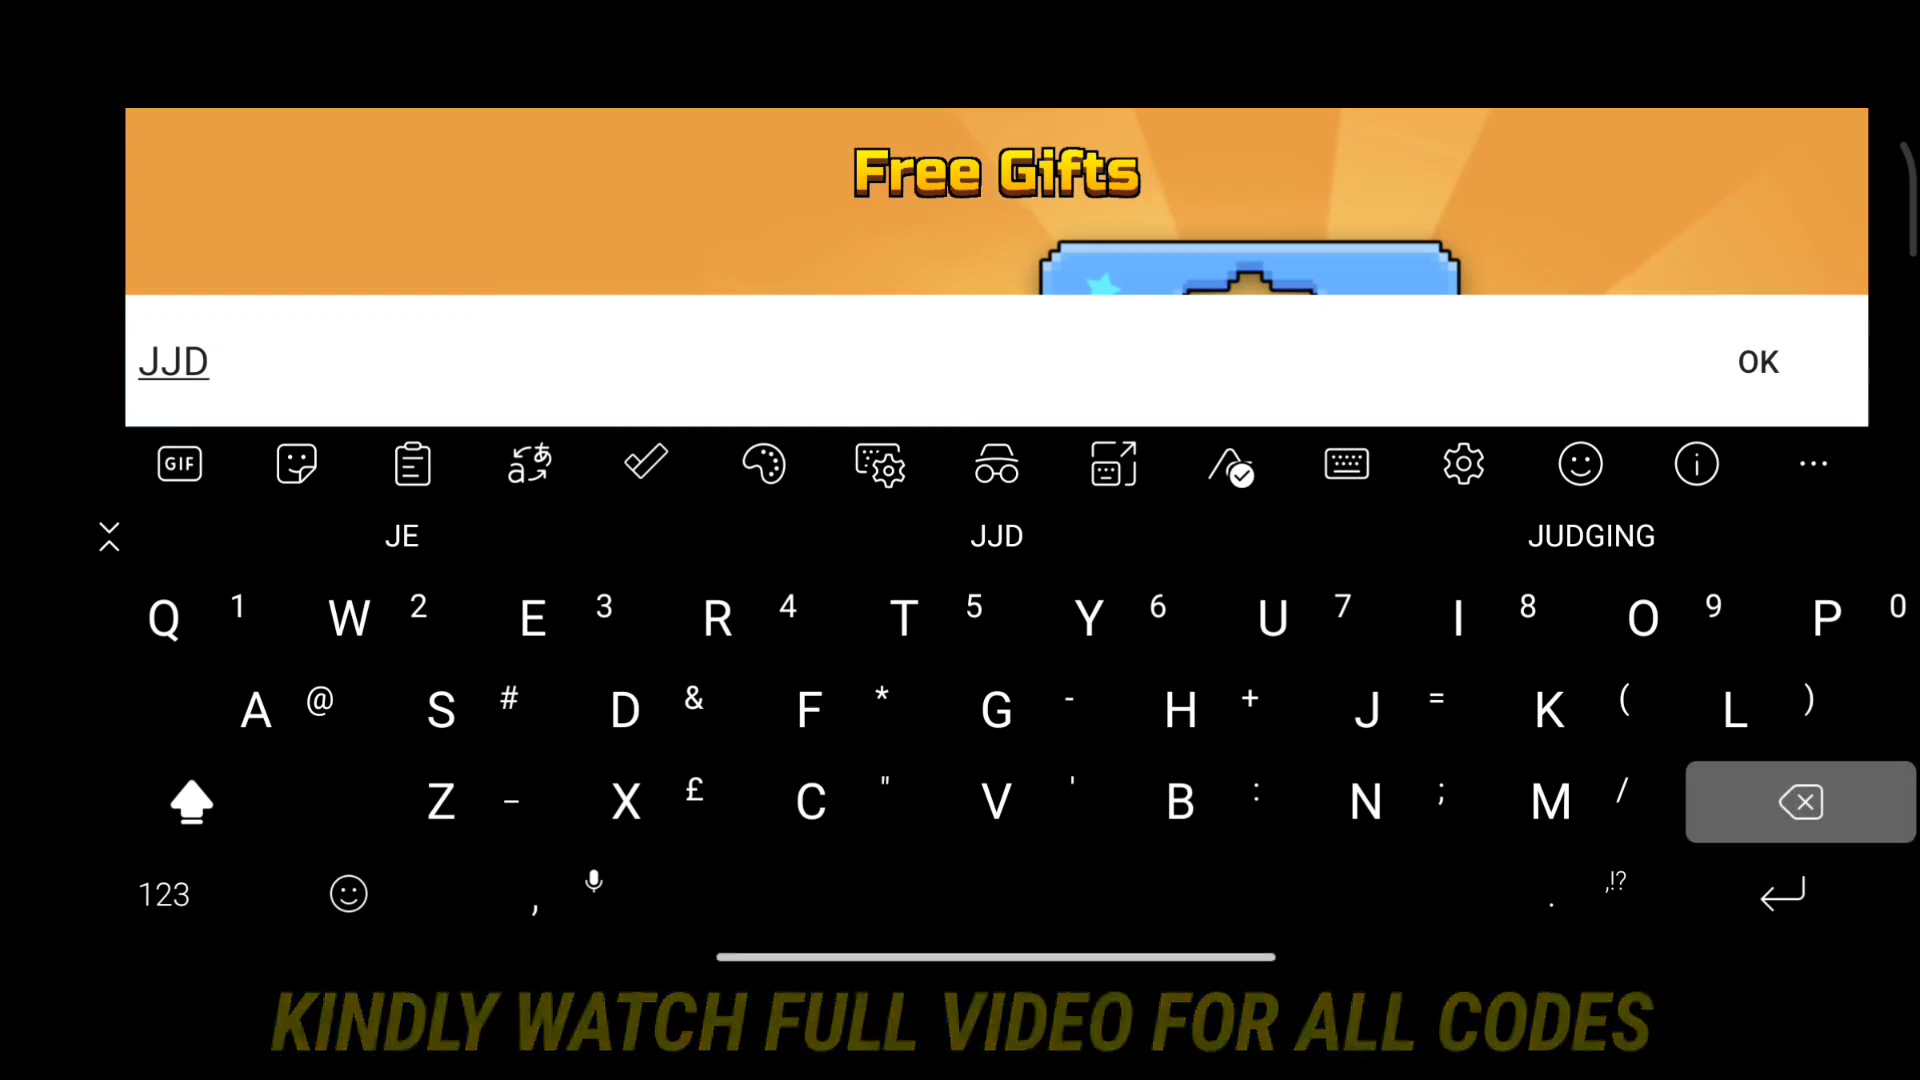 Free Gifts
JJD
OK
GIF
JE JJD JUDGING
Q 1 W 2 E 3 R 4 T 5 Y 6 U 7 I 8 O 9 P 0
A @ S # D & F * G - H + J = K ( L )
Z _ X £ C " V ' B : N ; M /
123 , . ,!?
KINDLY WATCH FULL VIDEO FOR ALL CODES